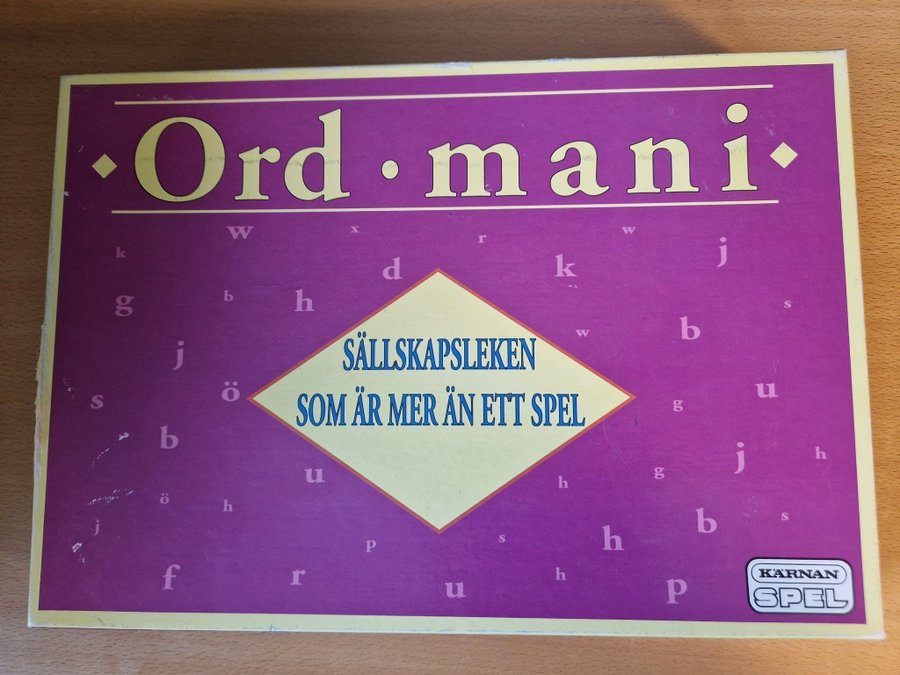 Ord · mani
w x r w
k d k j
g b h s
w b
SÄLLSKAPSLEKEN
j
SOM ÄR MER ÄN ETT SPEL
s ö g u
b j h
u h g
ö h b s
j p s h
f r u h p
KÄRNAN
SPEL